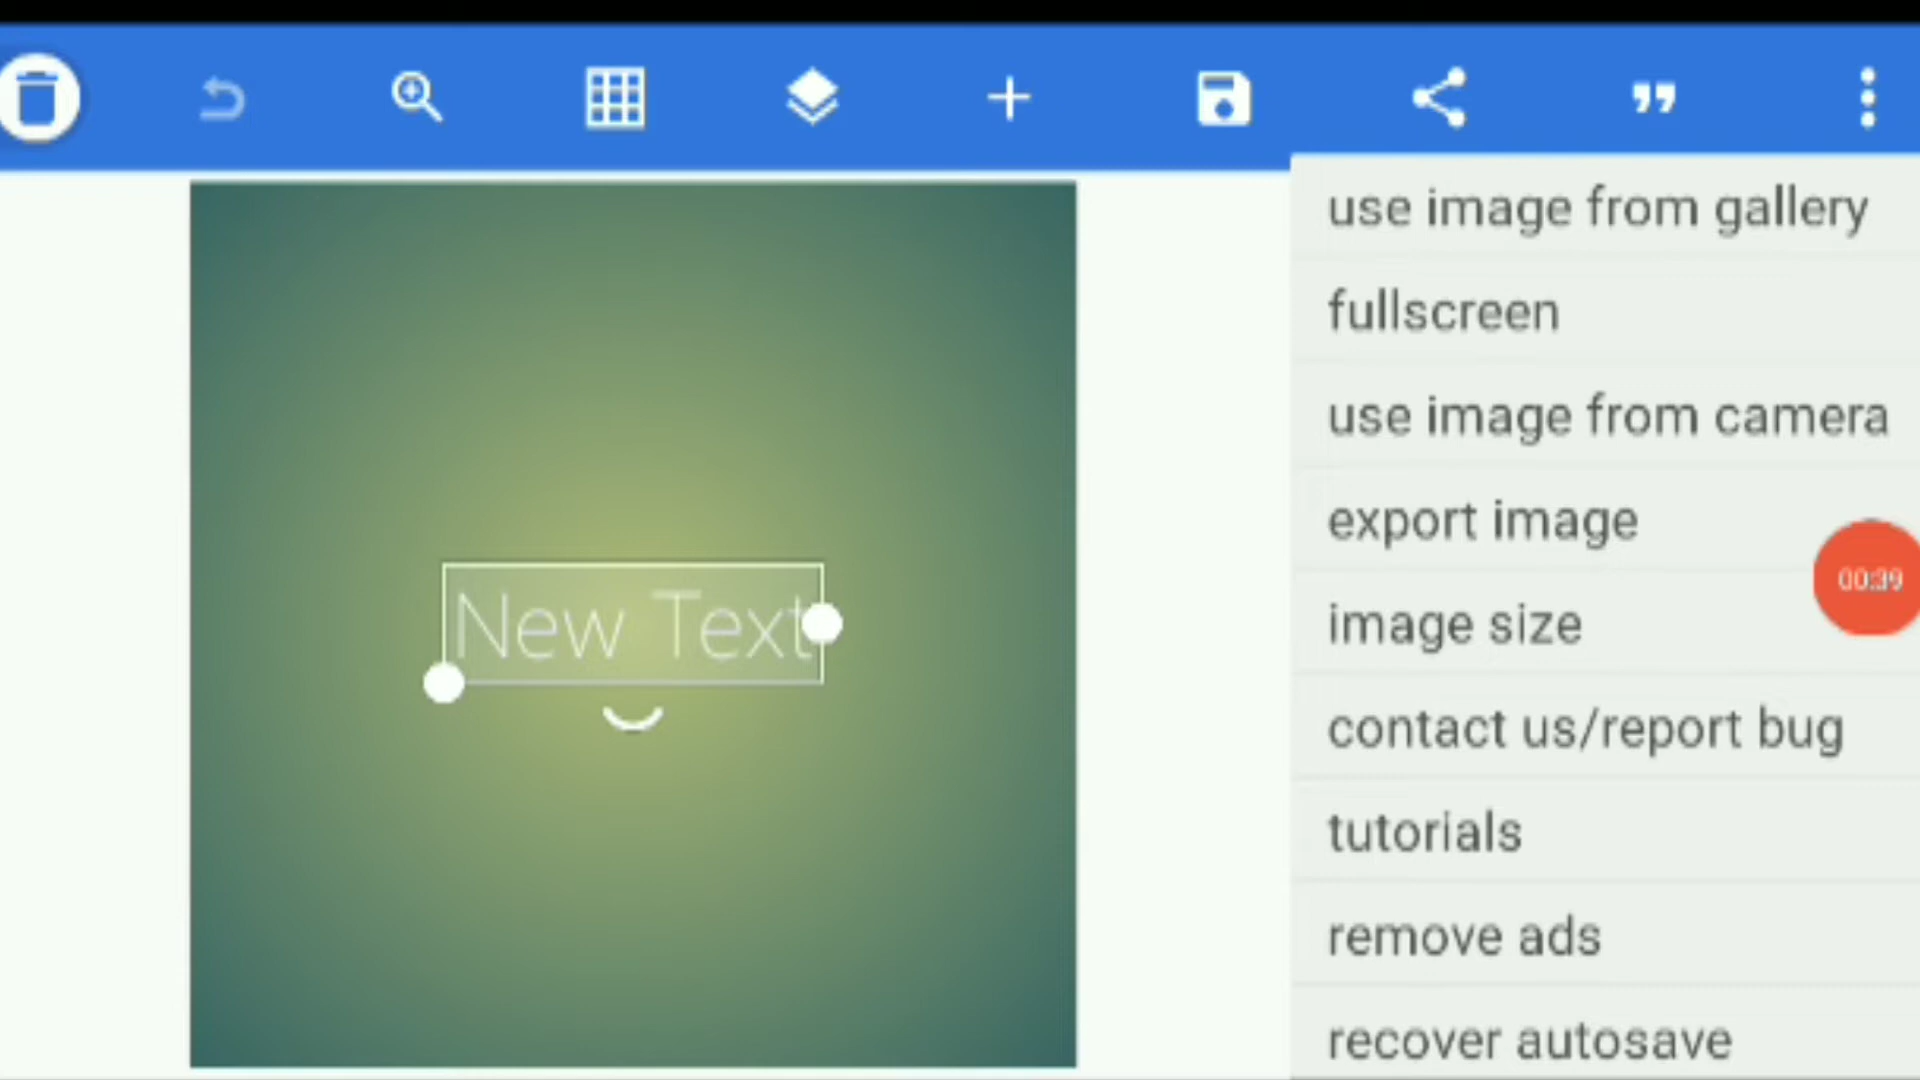 use image from gallery
fullscreen
use image from camera
export image
00:39
New Text
image size
contact us/report bug
tutorials
remove ads
recover autosave